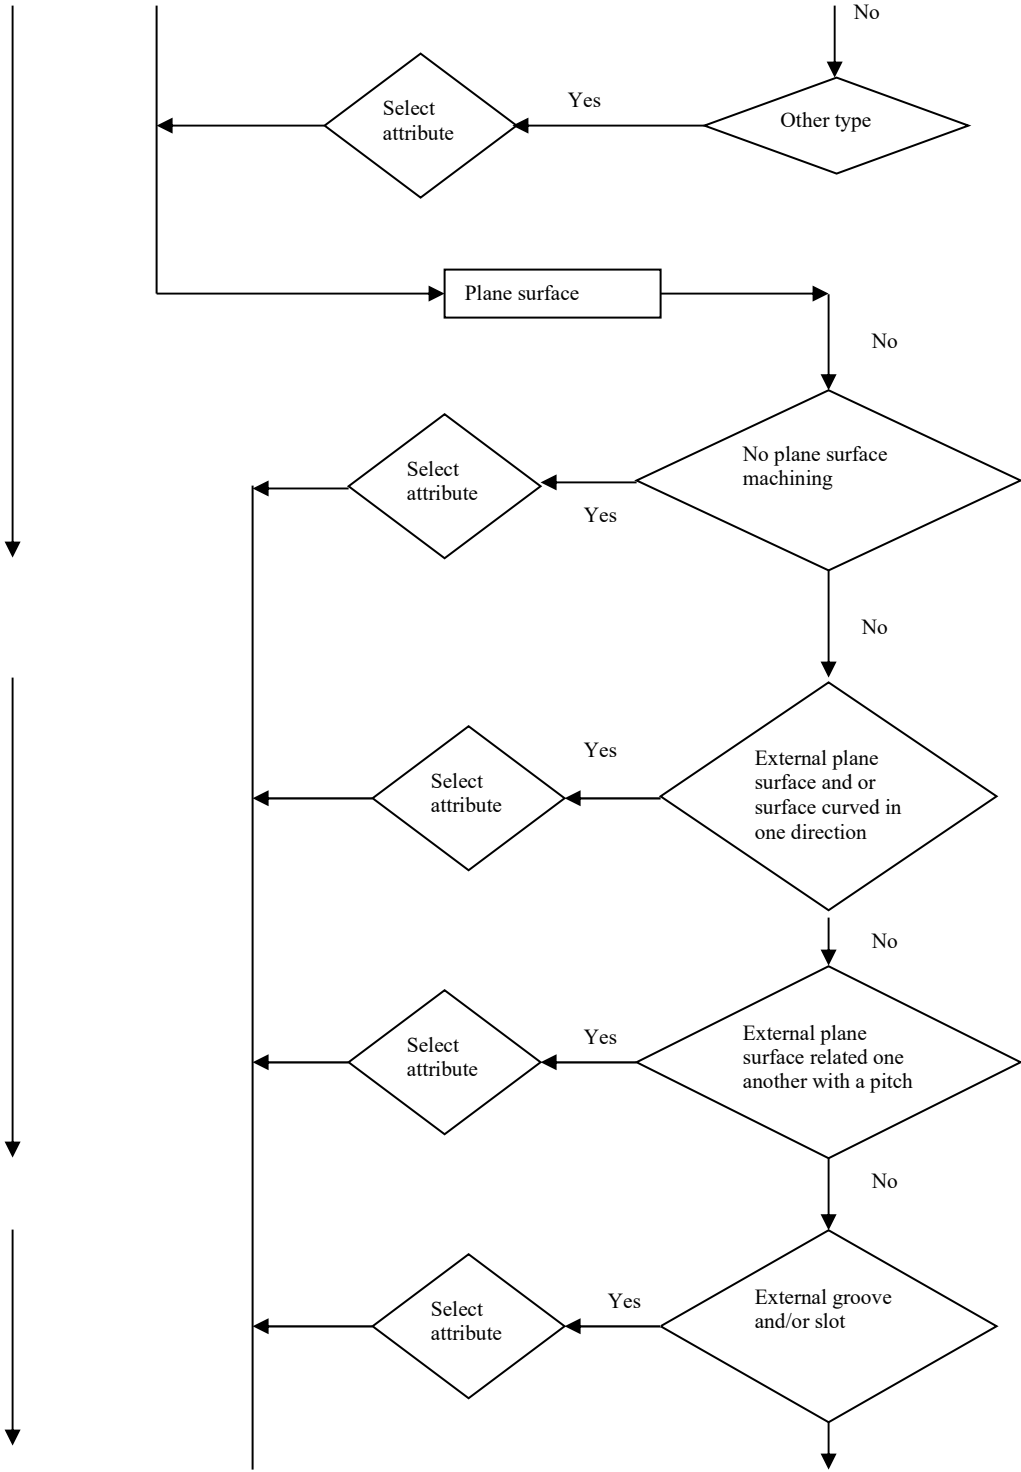 No
Select
attribute
Yes
Other type
Plane surface
No
Select
attribute
Yes
No plane surface
machining
No
Select
attribute
Yes
External plane
surface and or
surface curved in
one direction
No
Select
attribute
Yes
External plane
surface related one
another with a pitch
No
Select
attribute
Yes
External groove
and/or slot